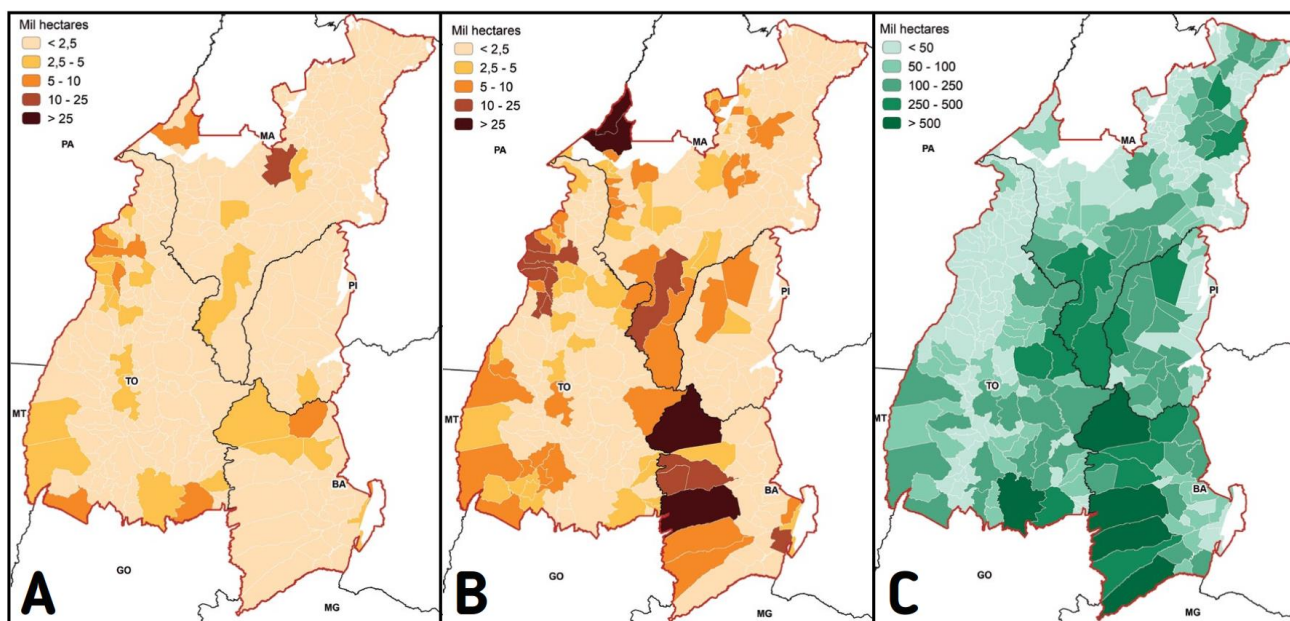 Mil hectares
< 2,5
2,5 - 5
5 - 10
10 - 25
> 25
PA
MA
PI
TO
MT
BA
GO
MG
A
Mil hectares
< 2,5
2,5 - 5
5 - 10
10 - 25
> 25
PA
MA
PI
TO
MT
BA
GO
MG
B
Mil hectares
< 50
50 - 100
100 - 250
250 - 500
> 500
PA
MA
PI
TO
MT
BA
GO
MG
C